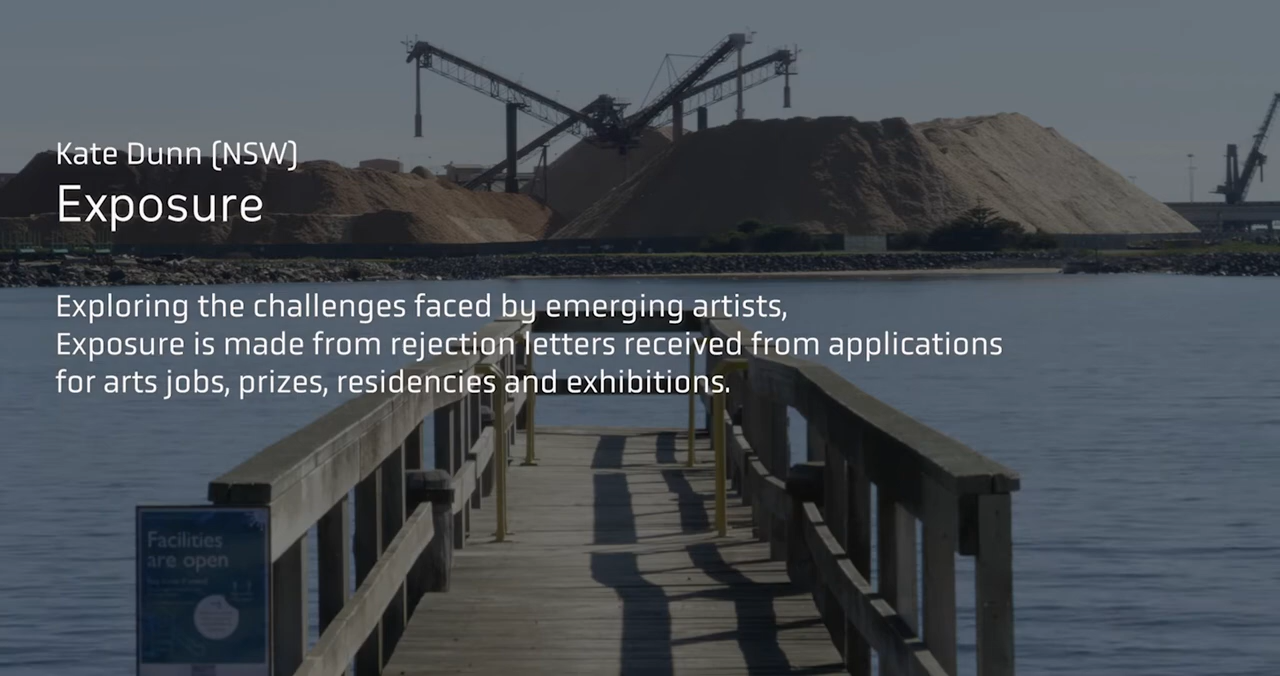 Kate Dunn (NSW)
Exposure
Exploring the challenges faced by emerging artists,
Exposure is made from rejection letters received from applications
for arts jobs, prizes, residencies and exhibitions.
Facilities
are open